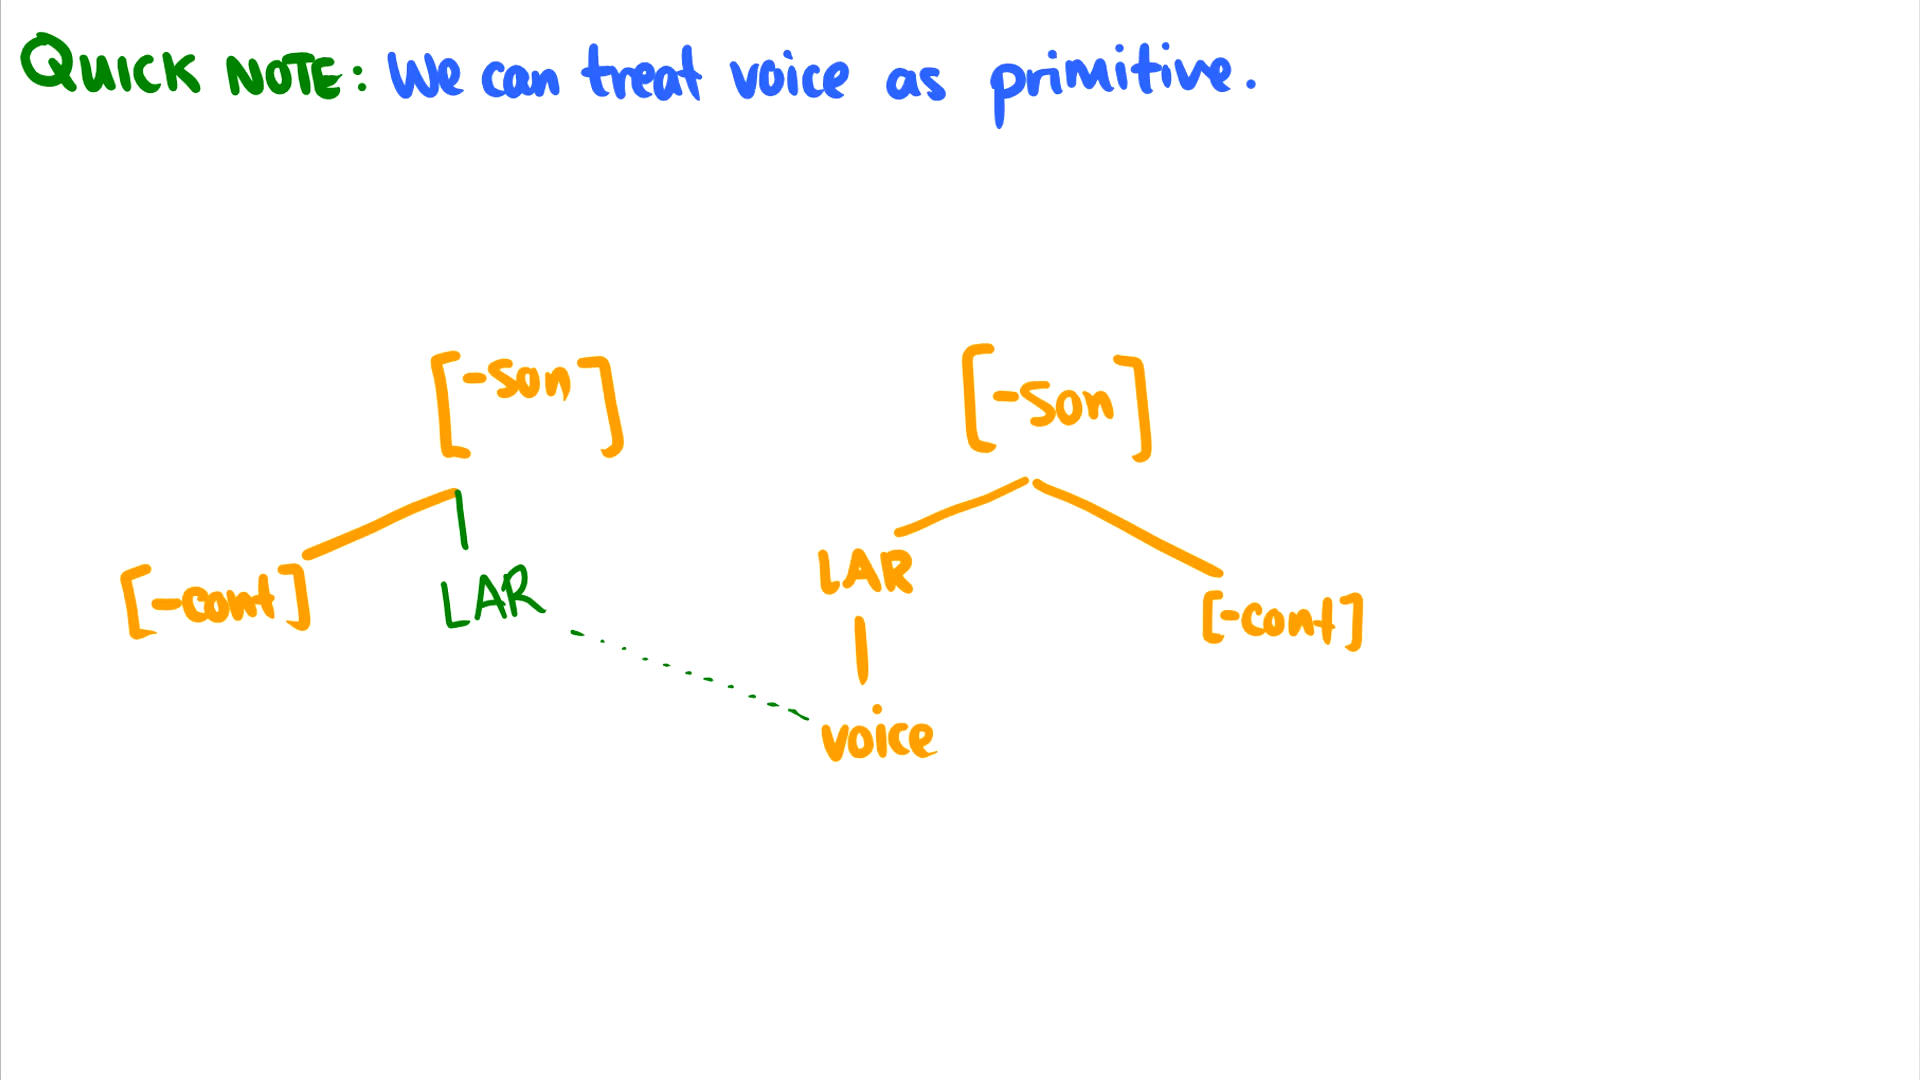 QUICK NOTE: We can treat voice as primitive.
[-son] [-son]
[-cont] LAR LAR [-cont]
voice